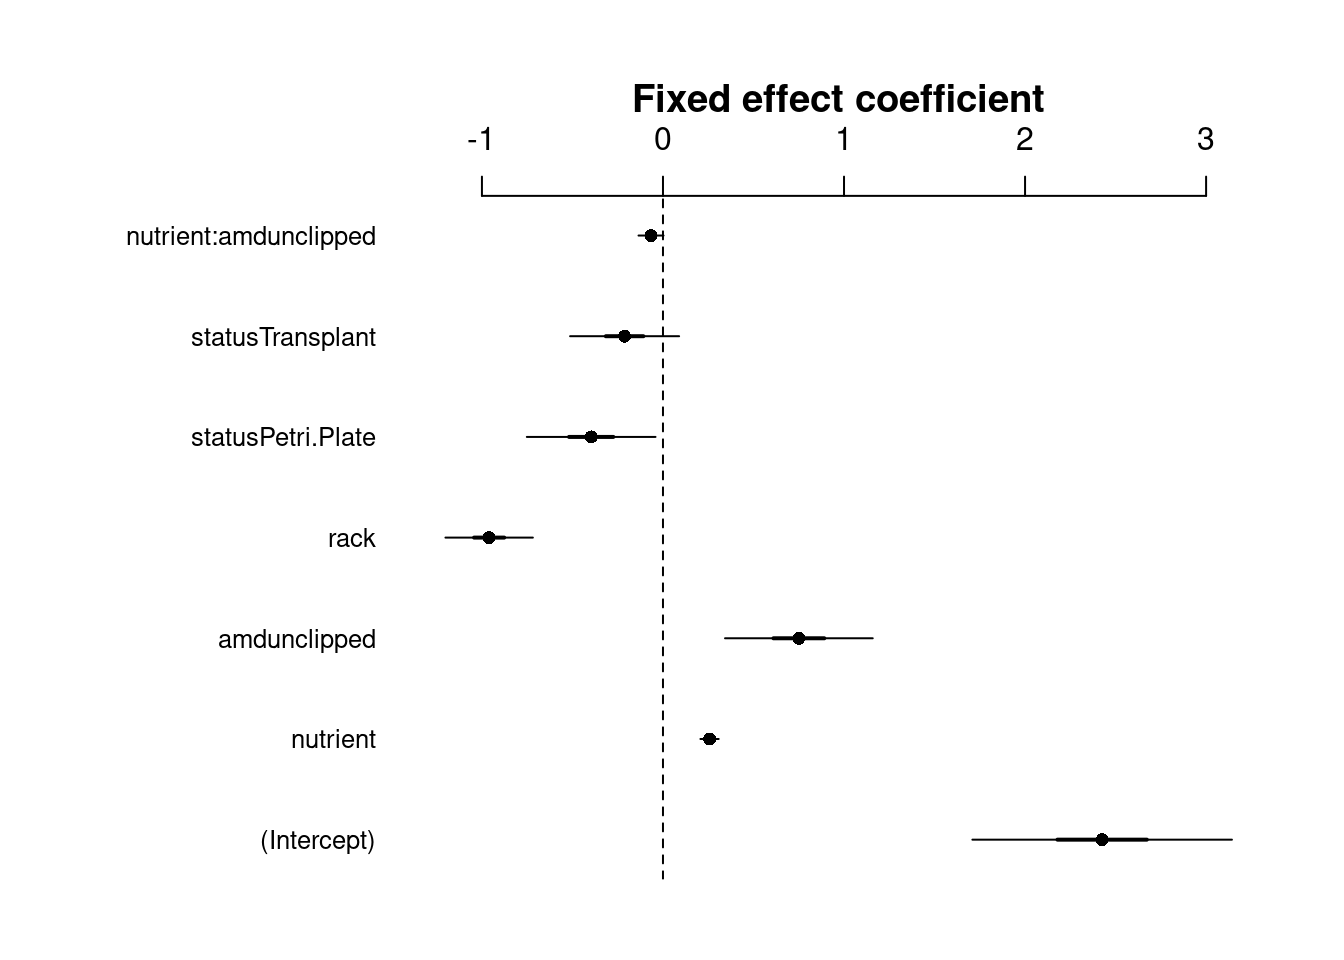 Fixed effect coefficient
-1 0 1 2 3
nutrient:amdunclipped
statusTransplant
statusPetri.Plate
rack
amdunclipped
nutrient
(Intercept)